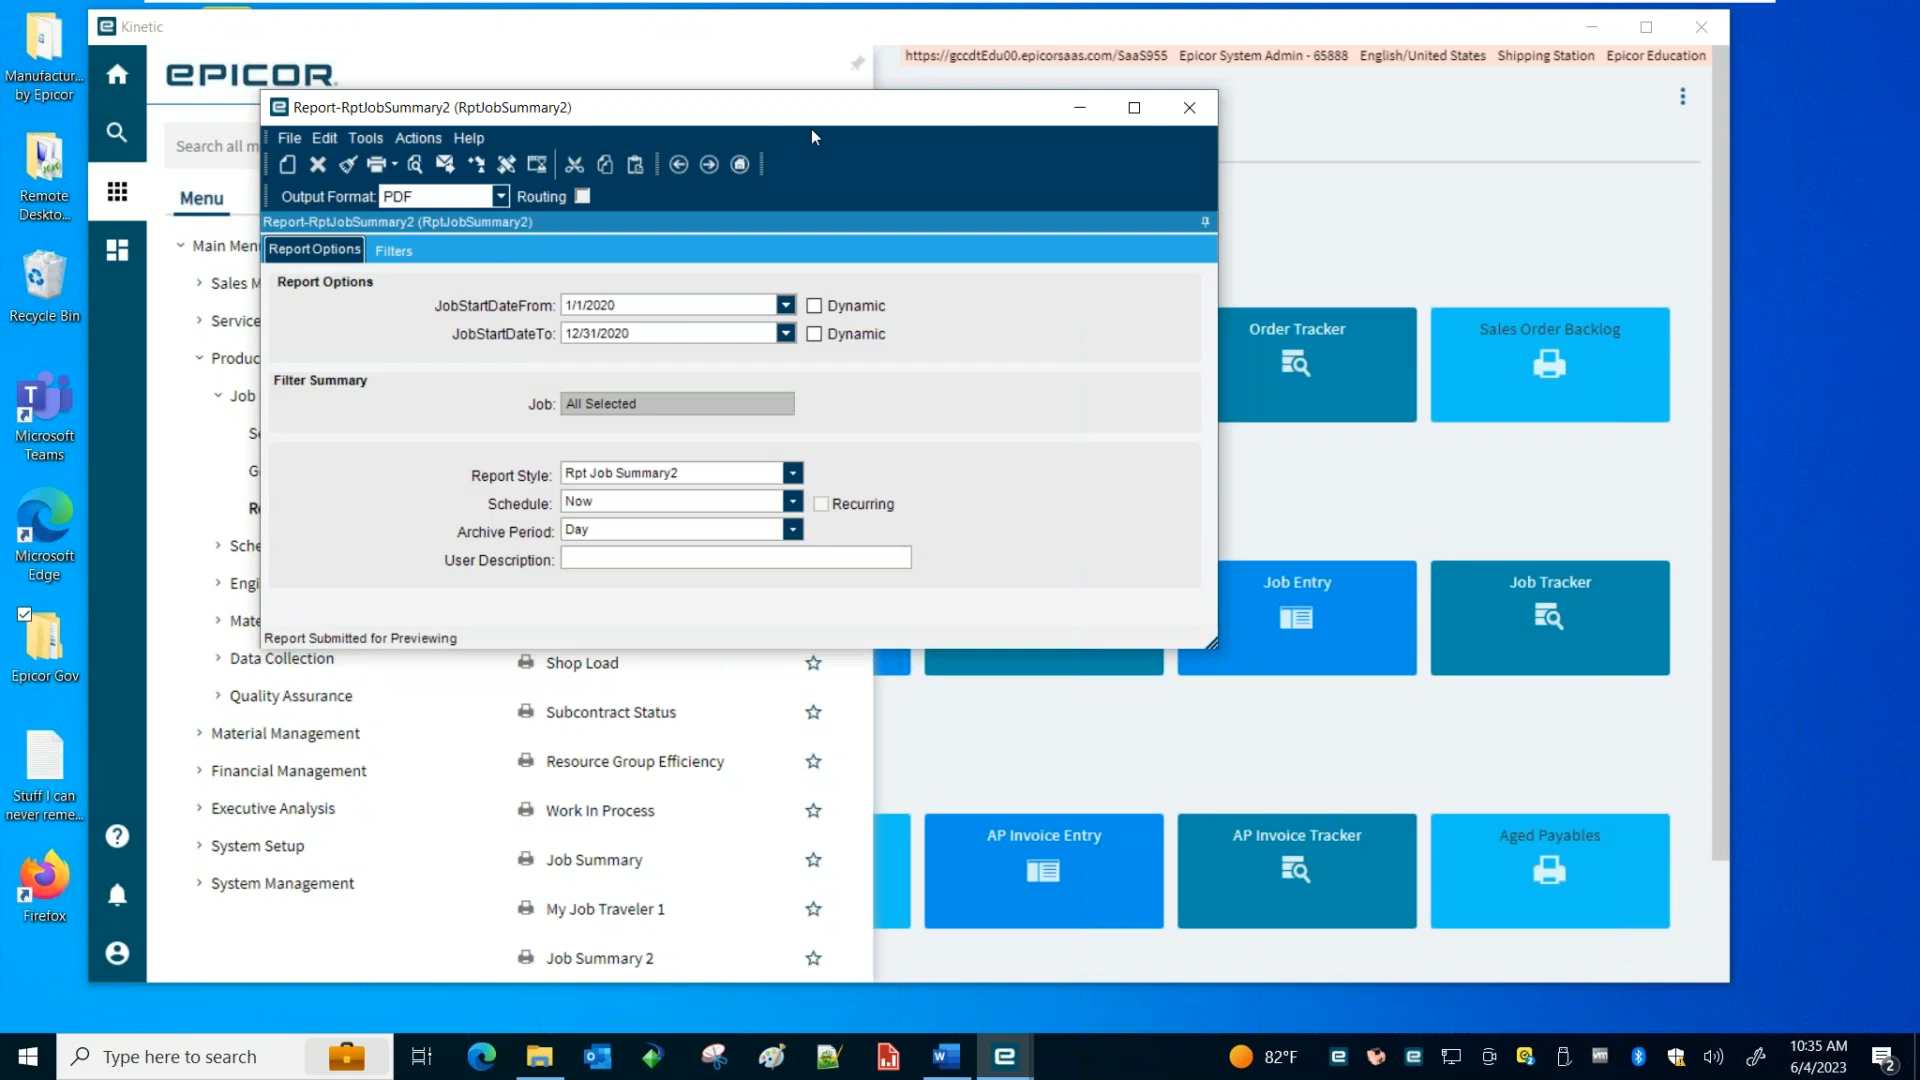 Kinetic
https://gccdtEdu00.epicorsaas.com/SaaS955 Epicor System Admin - 65888 English/United States Shipping Station Epicor Education
EPICOR
Search all m
Menu
Main Men
Sales M
Service
Produc
Job
Se
G
Re
Sche
Engi
Mate
Data Collection
Quality Assurance
Material Management
Financial Management
Executive Analysis
System Setup
System Management
Report-RptJobSummary2 (RptJobSummary2)
File Edit Tools Actions Help
Output Format: PDF Routing
Report-RptJobSummary2 (RptJobSummary2)
Report Options Filters
Report Options
JobStartDateFrom: 1/1/2020 Dynamic
JobStartDateTo: 12/31/2020 Dynamic
Filter Summary
Job: All Selected
Report Style: Rpt Job Summary2
Schedule: Now Recurring
Archive Period: Day
User Description:
Report Submitted for Previewing
Shop Load
Subcontract Status
Resource Group Efficiency
Work In Process
Job Summary
My Job Traveler 1
Job Summary 2
Order Tracker
Sales Order Backlog
Job Entry
Job Tracker
AP Invoice Entry
AP Invoice Tracker
Aged Payables
Manufactur...
by Epicor
Remote
Deskto...
Recycle Bin
Microsoft
Teams
Microsoft
Edge
Epicor Gov
Stuff I can
never reme...
Firefox
Type here to search
82°F
10:35 AM
6/4/2023
2